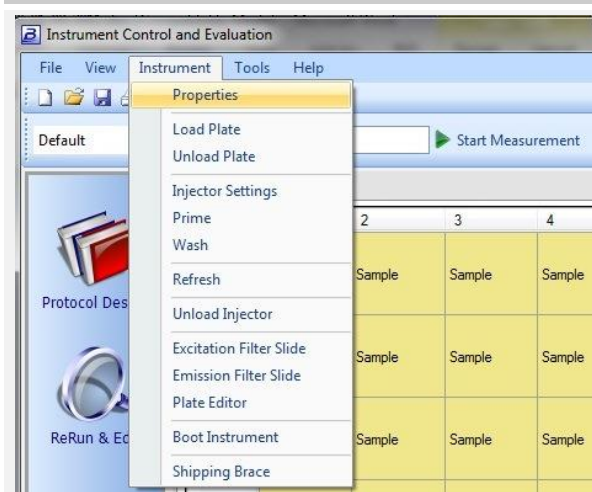 Instrument Control and Evaluation
File View Instrument Tools Help
Properties
Default
Start Measurement
Load Plate
Unload Plate
Injector Settings
Prime
2 3 4
Wash
Sample Sample Sample
Refresh
Protocol Des
Unload Injector
Excitation Filter Slide
Sample Sample Sample
Emission Filter Slide
Plate Editor
ReRun & Ed
Boot Instrument
Sample Sample Sample
Shipping Brace